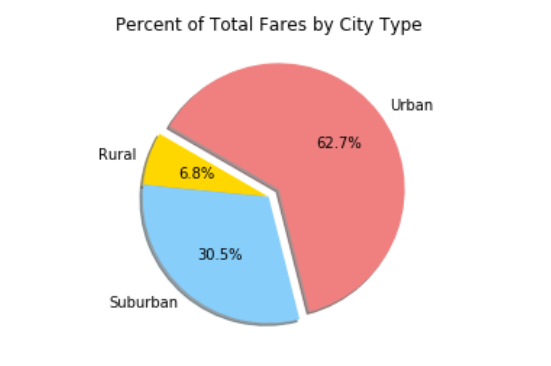 Percent of Total Fares by City Type
Urban
62.7%
Rural
6.8%
30.5%
Suburban